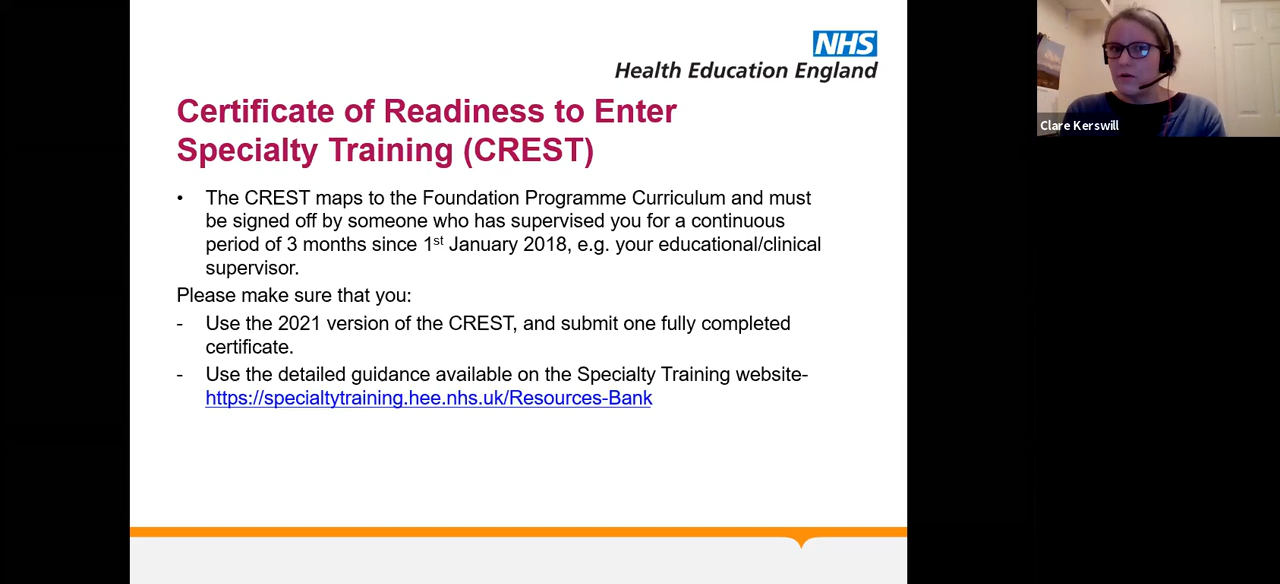 NHS
Health Education England
Certificate of Readiness to Enter
Specialty Training (CREST)
• The CREST maps to the Foundation Programme Curriculum and must
be signed off by someone who has supervised you for a continuous
period of 3 months since 1st January 2018, e.g. your educational/clinical
supervisor.
Please make sure that you:
- Use the 2021 version of the CREST, and submit one fully completed
certificate.
- Use the detailed guidance available on the Specialty Training website-
https://specialtytraining.hee.nhs.uk/Resources-Bank
Clare Kerswill